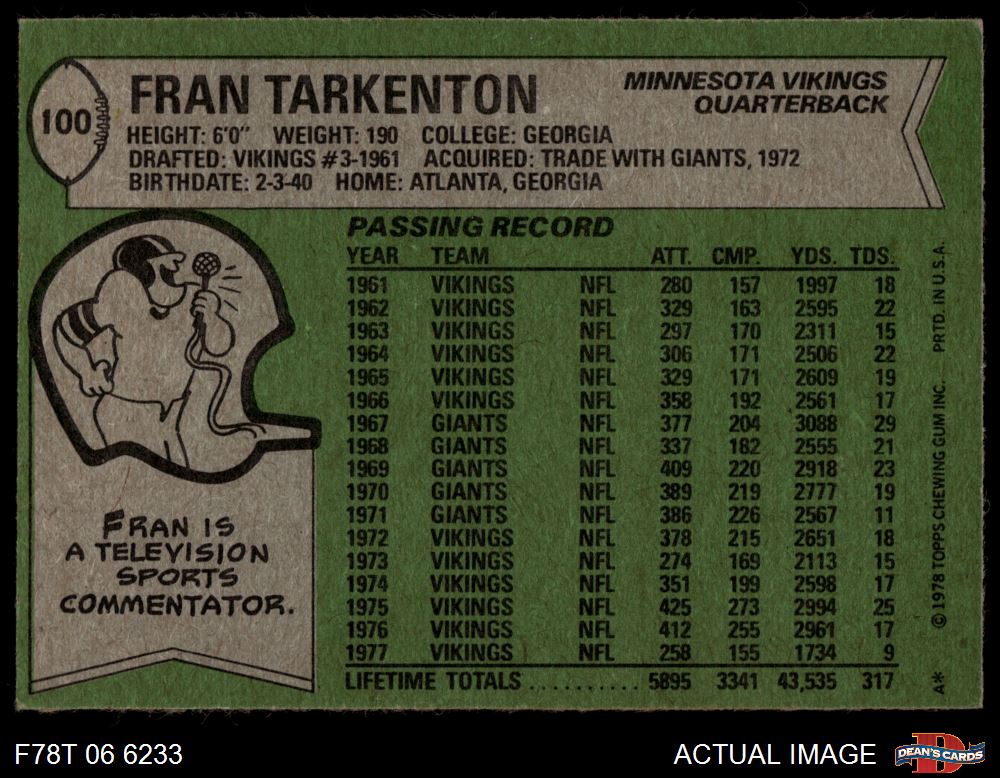 100
FRAN TARKENTON
MINNESOTA VIKINGS
QUARTERBACK
HEIGHT: 6'0" WEIGHT: 190 COLLEGE: GEORGIA
DRAFTED: VIKINGS #3-1961 ACQUIRED: TRADE WITH GIANTS, 1972
BIRTHDATE: 2-3-40 HOME: ATLANTA, GEORGIA
PASSING RECORD
YEAR TEAM ATT. CMP. YDS. TDS.
1961 VIKINGS NFL 280 157 1997 18
1962 VIKINGS NFL 329 163 2595 22
1963 VIKINGS NFL 297 170 2311 15
1964 VIKINGS NFL 306 171 2506 22
1965 VIKINGS NFL 329 171 2609 19
1966 VIKINGS NFL 358 192 2561 17
1967 GIANTS NFL 377 204 3088 29
1968 GIANTS NFL 337 182 2555 21
1969 GIANTS NFL 409 220 2918 23
1970 GIANTS NFL 389 219 2777 19
1971 GIANTS NFL 386 226 2567 11
1972 VIKINGS NFL 378 215 2651 18
1973 VIKINGS NFL 274 169 2113 15
1974 VIKINGS NFL 351 199 2598 17
1975 VIKINGS NFL 425 273 2994 25
1976 VIKINGS NFL 412 255 2961 17
1977 VIKINGS NFL 258 155 1734 9
LIFETIME TOTALS .......... 5895 3341 43,535 317
FRAN IS
A TELEVISION
SPORTS
COMMENTATOR.
A* © 1978 TOPPS CHEWING GUM INC. PRTD. IN U.S.A.
F78T 06 6233
ACTUAL IMAGE
DEAN'S CARDS